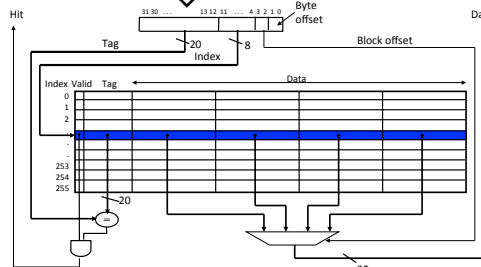 Hit
31 30 . . . 13 12 11 . . . 4 3 2 1 0
Byte
offset
Da
Tag
20
8
Block offset
Index
Data
Index Valid Tag
0
1
2
.
.
.
253
254
255
20
=